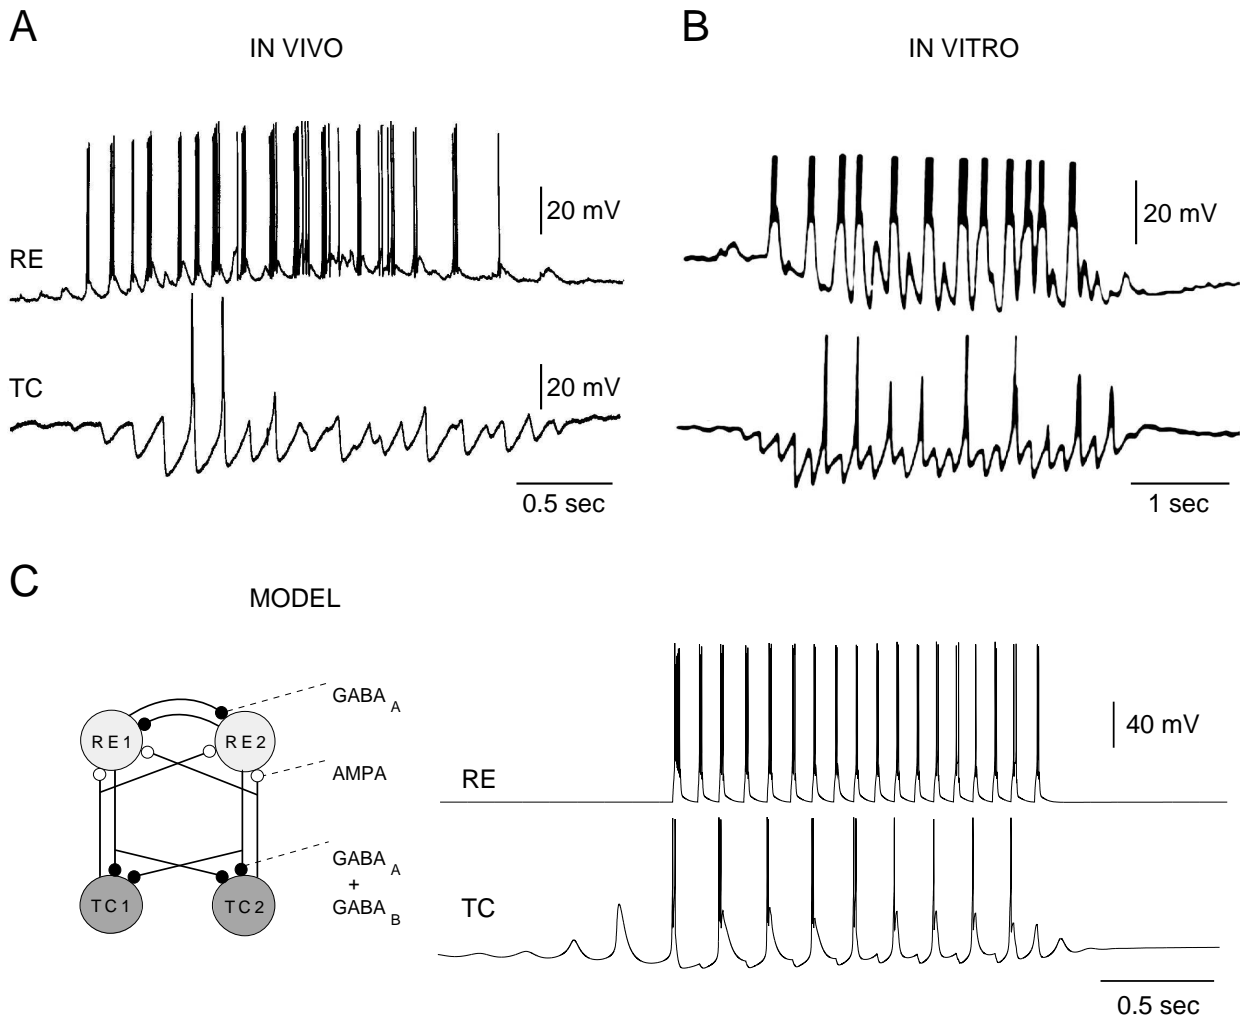 A
IN VIVO
RE
20 mV
TC
20 mV
0.5 sec
B
IN VITRO
20 mV
1 sec
C
MODEL
GABA A
RE1
RE2
AMPA
GABA A
+
GABA B
TC1
TC2
RE
40 mV
TC
0.5 sec